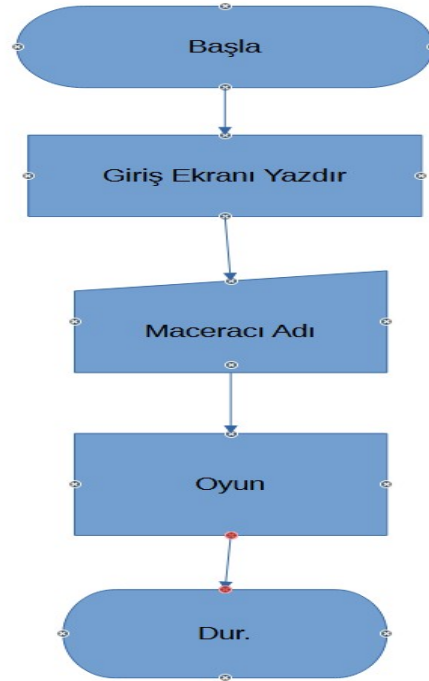 Başla
Giriş Ekranı Yazdır
Maceracı Adı
Oyun
Dur.